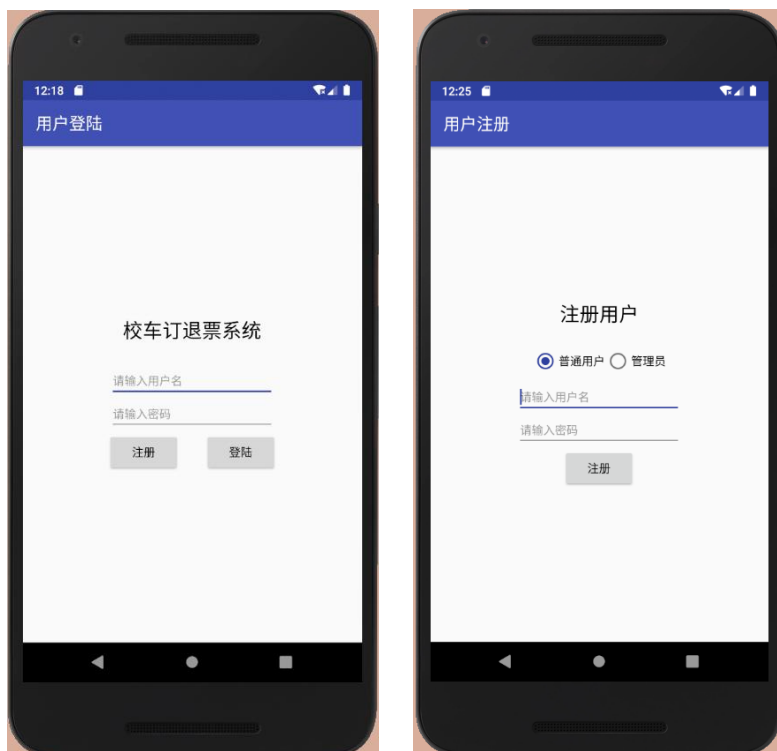 12:18
用户登陆
校车订退票系统
请输入用户名
请输入密码
注册 登陆
12:25
用户注册
注册用户
普通用户 管理员
请输入用户名
请输入密码
注册